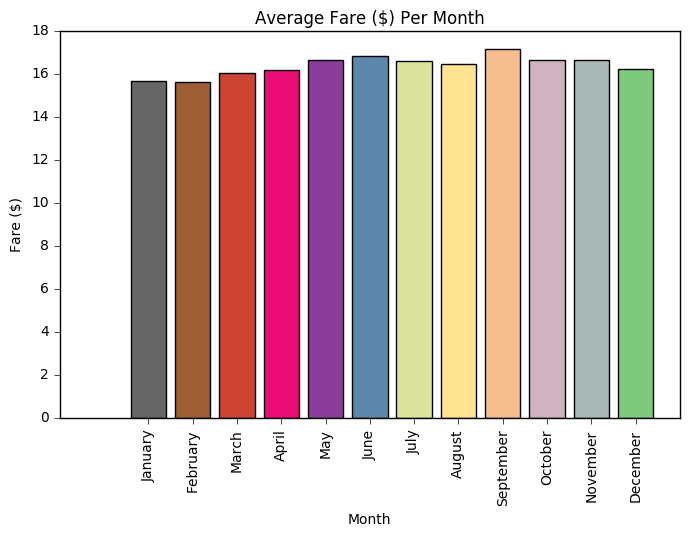 Average Fare ($) Per Month
18
16
14
12
10
8
6
4
2
0
Fare ($)
January
February
March
April
May
June
July
August
September
October
November
December
Month